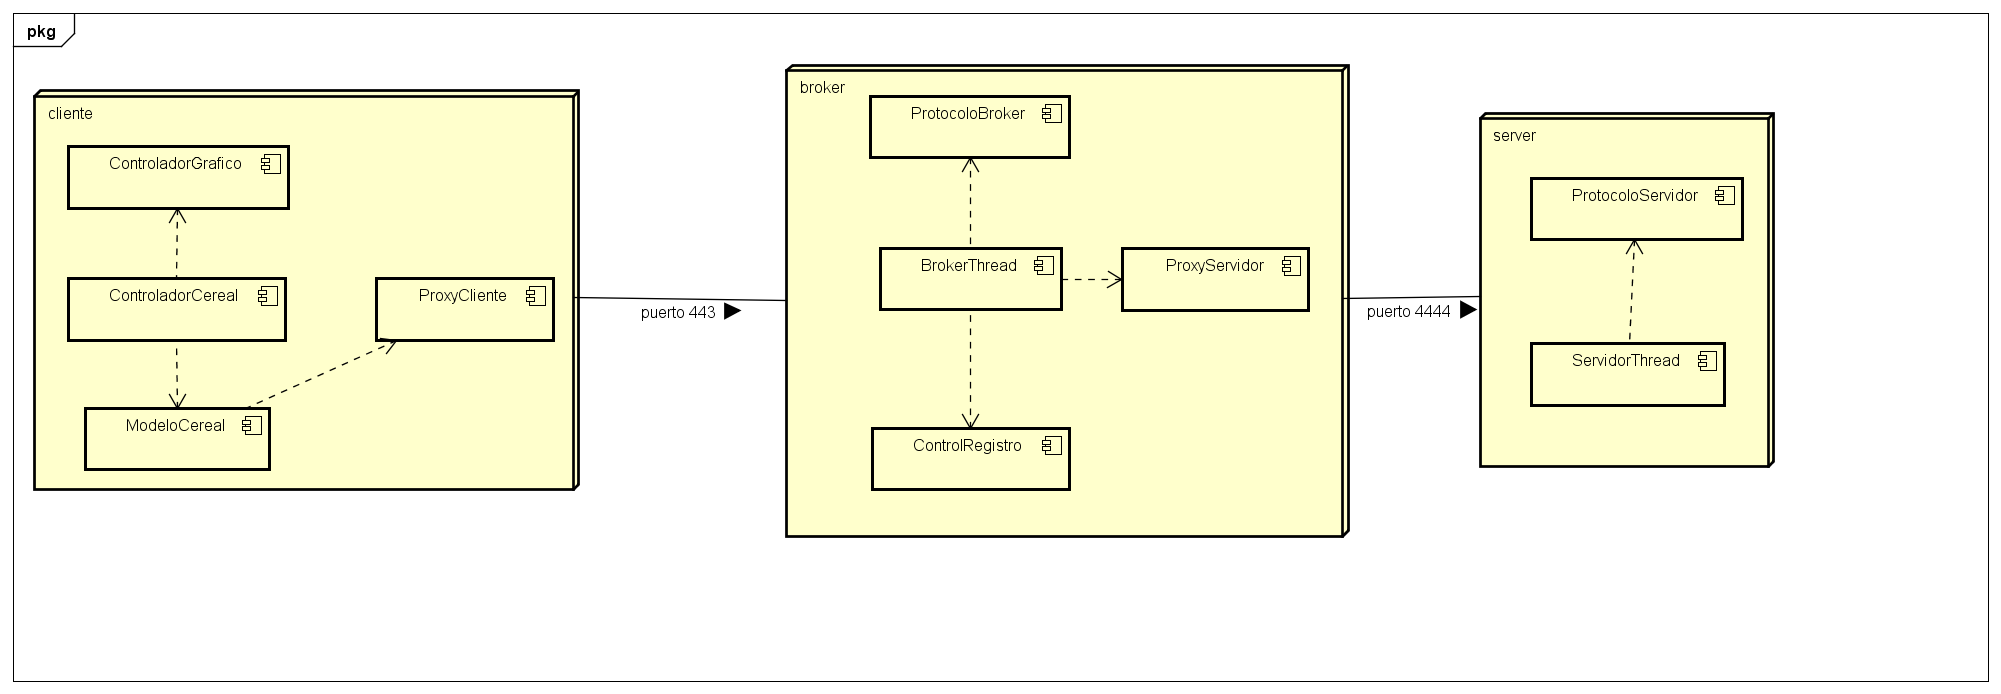 pkg
cliente
ControladorGrafico
ControladorCereal
ProxyCliente
ModeloCereal
puerto 443
broker
ProtocoloBroker
BrokerThread
ProxyServidor
ControlRegistro
puerto 4444
server
ProtocoloServidor
ServidorThread